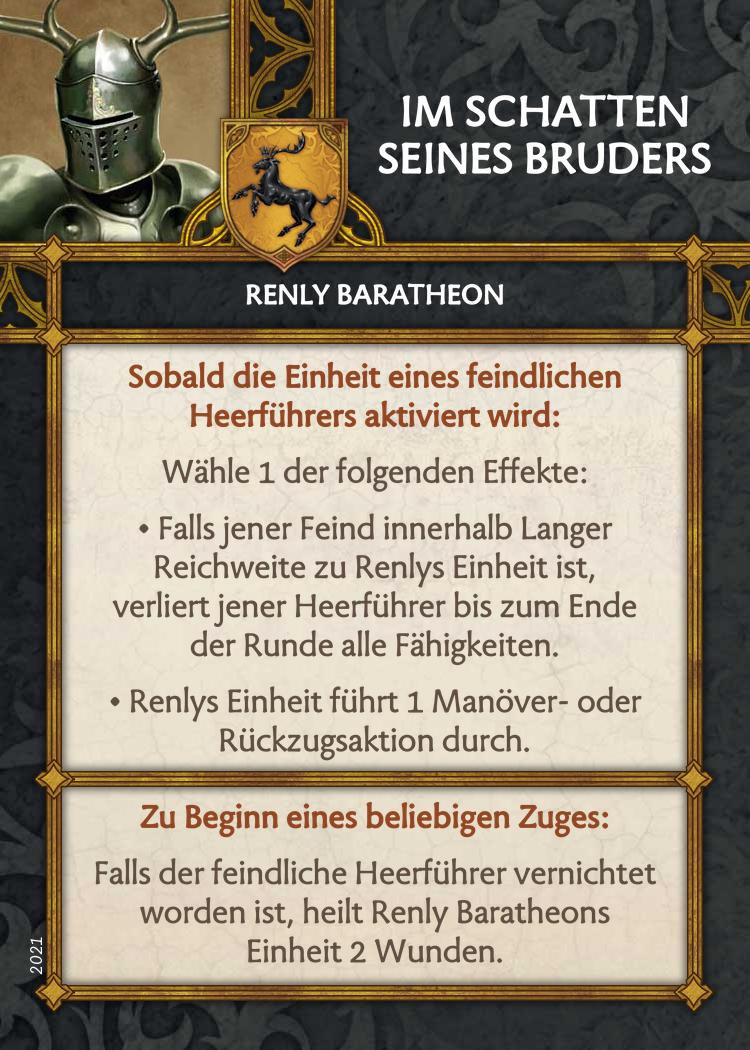 IM SCHATTEN
SEINES BRUDERS
RENLY BARATHEON
Sobald die Einheit eines feindlichen
Heerführers aktiviert wird:
Wähle 1 der folgenden Effekte:
• Falls jener Feind innerhalb Langer
Reichweite zu Renlys Einheit ist,
verliert jener Heerführer bis zum Ende
der Runde alle Fähigkeiten.
• Renlys Einheit führt 1 Manöver- oder
Rückzugsaktion durch.
Zu Beginn eines beliebigen Zuges:
Falls der feindliche Heerführer vernichtet
worden ist, heilt Renly Baratheons
Einheit 2 Wunden.
2021